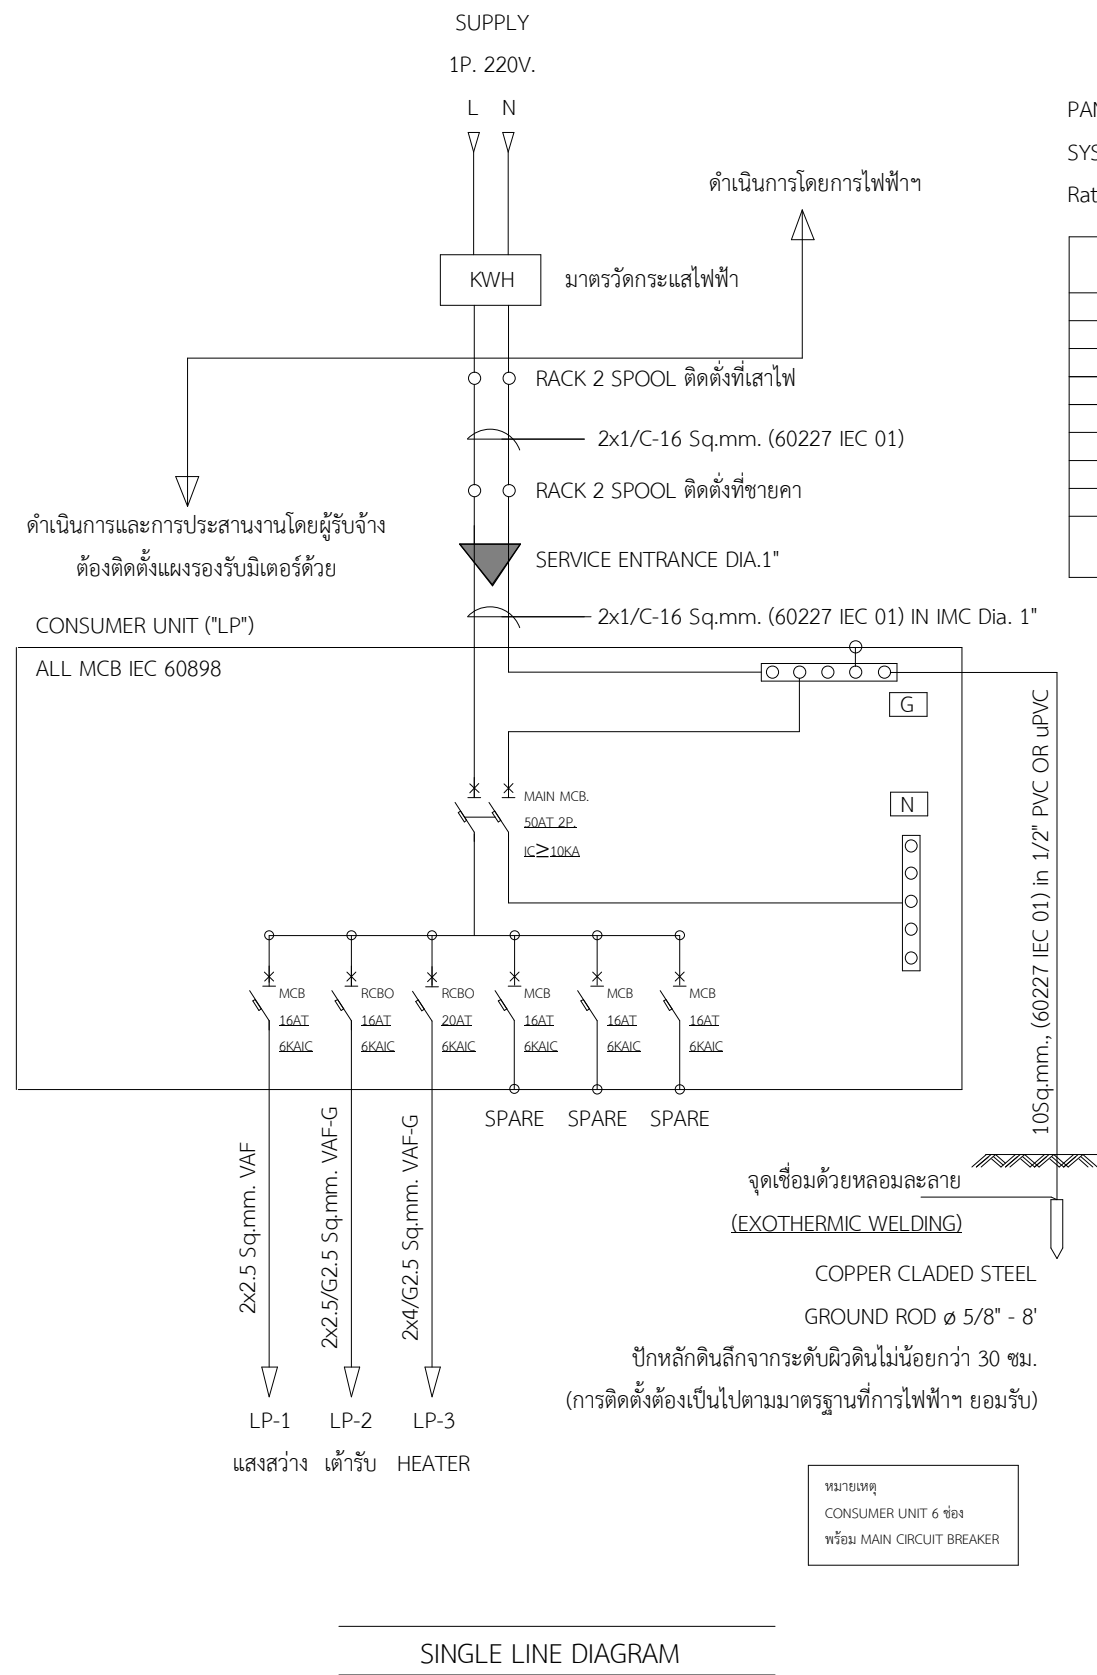 SUPPLY
1P. 220V.
L N
ดำเนินการโดยการไฟฟ้าฯ
KWH
มาตรวัดกระแสไฟฟ้า
RACK 2 SPOOL ติดตั่งที่เสาไฟ
2x1/C-16 Sq.mm. (60227 IEC 01)
RACK 2 SPOOL ติดตั่งที่ชายคา
ดำเนินการและการประสานงานโดยผู้รับจ้าง
ต้องติดตั้งแผงรองรับมิเตอร์ด้วย
SERVICE ENTRANCE DIA.1"
2x1/C-16 Sq.mm. (60227 IEC 01) IN IMC Dia. 1"
CONSUMER UNIT ("LP")
ALL MCB IEC 60898
G
N
MAIN MCB.
50AT 2P.
IC≥10KA
10Sq.mm., (60227 IEC 01) in 1/2" PVC OR uPVC
MCB
16AT
6KAIC
RCBO
16AT
6KAIC
RCBO
20AT
6KAIC
MCB
16AT
6KAIC
MCB
16AT
6KAIC
MCB
16AT
6KAIC
SPARE SPARE SPARE
2x2.5 Sq.mm. VAF
2x2.5/G2.5 Sq.mm. VAF-G
2x4/G2.5 Sq.mm. VAF-G
จุดเชื่อมด้วยหลอมละลาย
(EXOTHERMIC WELDING)
COPPER CLADED STEEL
GROUND ROD ø 5/8" - 8'
ปักหลักดินลึกจากระดับผิวดินไม่น้อยกว่า 30 ซม.
(การติดตั้งต้องเป็นไปตามมาตรฐานที่การไฟฟ้าฯ ยอมรับ)
LP-1 LP-2 LP-3
แสงสว่าง เต้ารับ HEATER
หมายเหตุ
CONSUMER UNIT 6 ช่อง
พร้อม MAIN CIRCUIT BREAKER
SINGLE LINE DIAGRAM